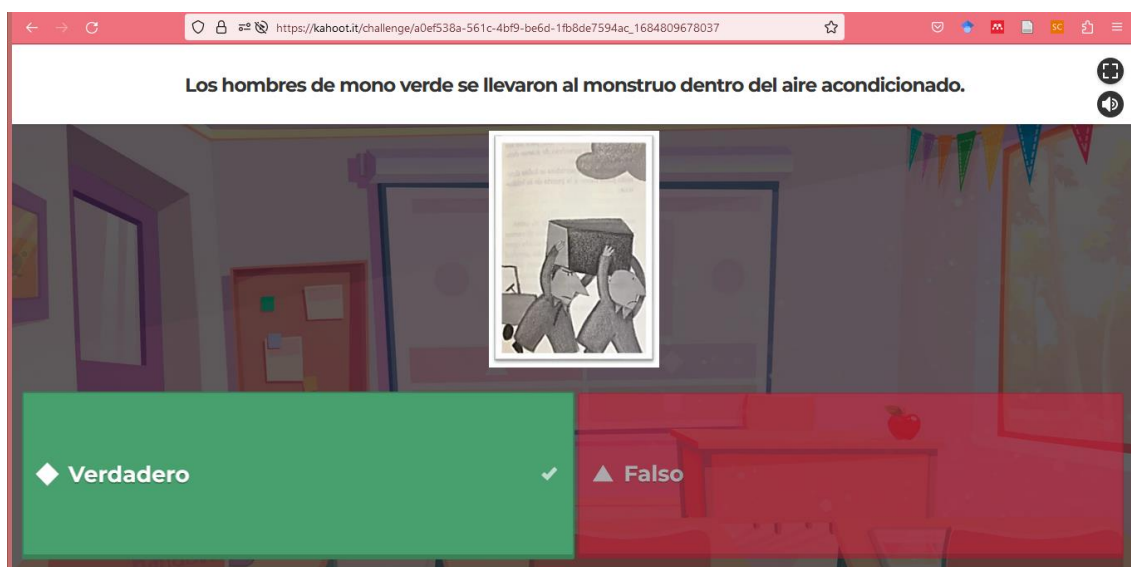 https://kahoot.it/challenge/a0ef538a-561c-4bf9-be6d-1fb8de7594ac_1684809678037
SC
Los hombres de mono verde se llevaron al monstruo dentro del aire acondicionado.
Verdadero
Falso